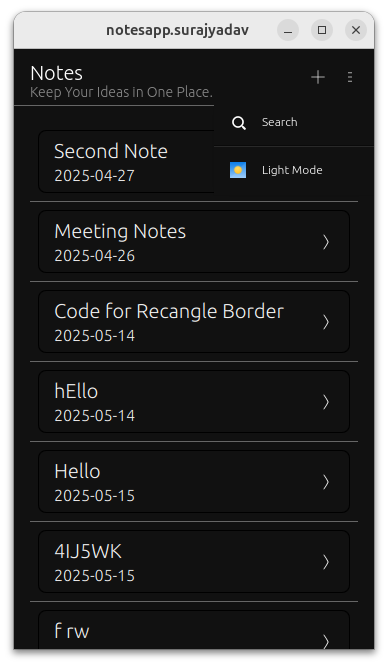 notesapp.surajyadav
Notes
Keep Your Ideas in One Place.
Search
Light Mode
Second Note
2025-04-27
Meeting Notes
2025-04-26
Code for Recangle Border
2025-05-14
hEllo
2025-05-14
Hello
2025-05-15
4IJ5WK
2025-05-15
f rw